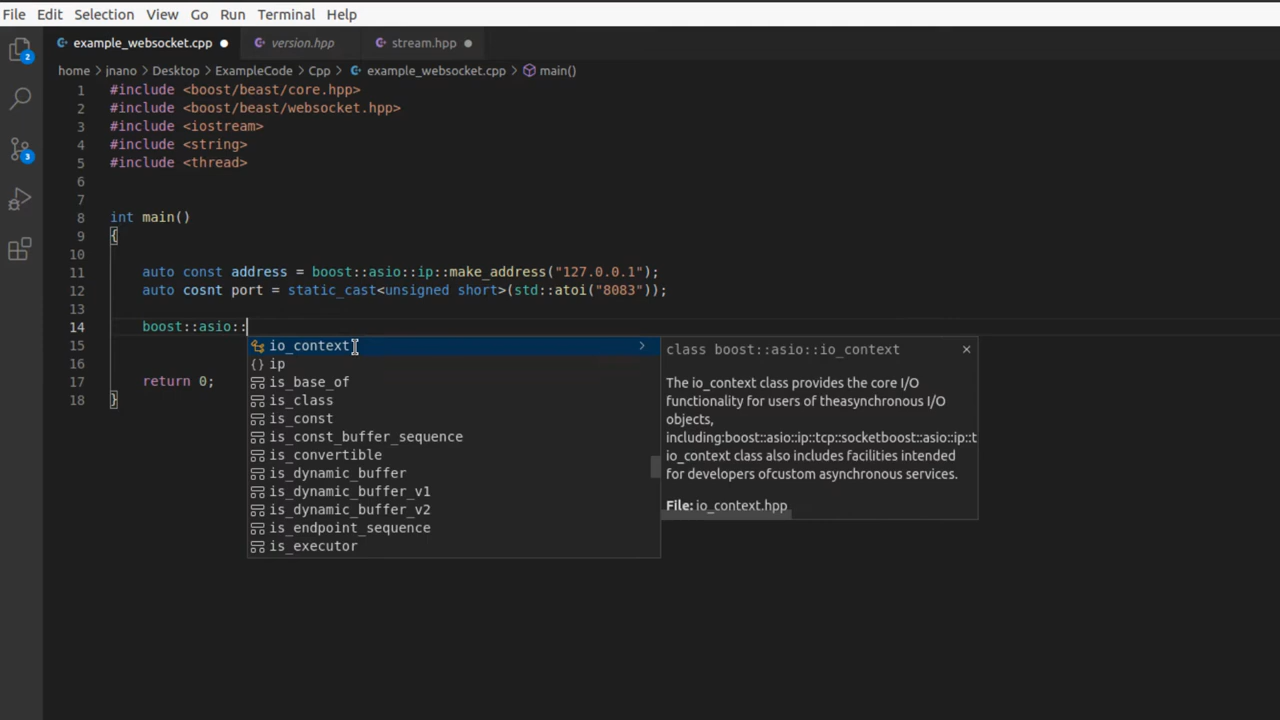 File Edit Selection View Go Run Terminal Help
example_websocket.cpp version.hpp stream.hpp
home > jnano > Desktop > ExampleCode > Cpp > example_websocket.cpp > main()
1 #include <boost/beast/core.hpp>
2 #include <boost/beast/websocket.hpp>
3 #include <iostream>
4 #include <string>
5 #include <thread>
6
7
8 int main()
9 {
10
11 auto const address = boost::asio::ip::make_address("127.0.0.1");
12 auto cosnt port = static_cast<unsigned short>(std::atoi("8083"));
13
14 boost::asio::
15
16
17 return 0;
18 }
2
3
io_context
{} ip
is_base_of
is_class
is_const
is_const_buffer_sequence
is_convertible
is_dynamic_buffer
is_dynamic_buffer_v1
is_dynamic_buffer_v2
is_endpoint_sequence
is_executor
class boost::asio::io_context
The io_context class provides the core I/O
functionality for users of theasynchronous I/O
objects,
including:boost::asio::ip::tcp::socketboost::asio::ip::t
io_context class also includes facilities intended
for developers ofcustom asynchronous services.
File: io_context.hpp